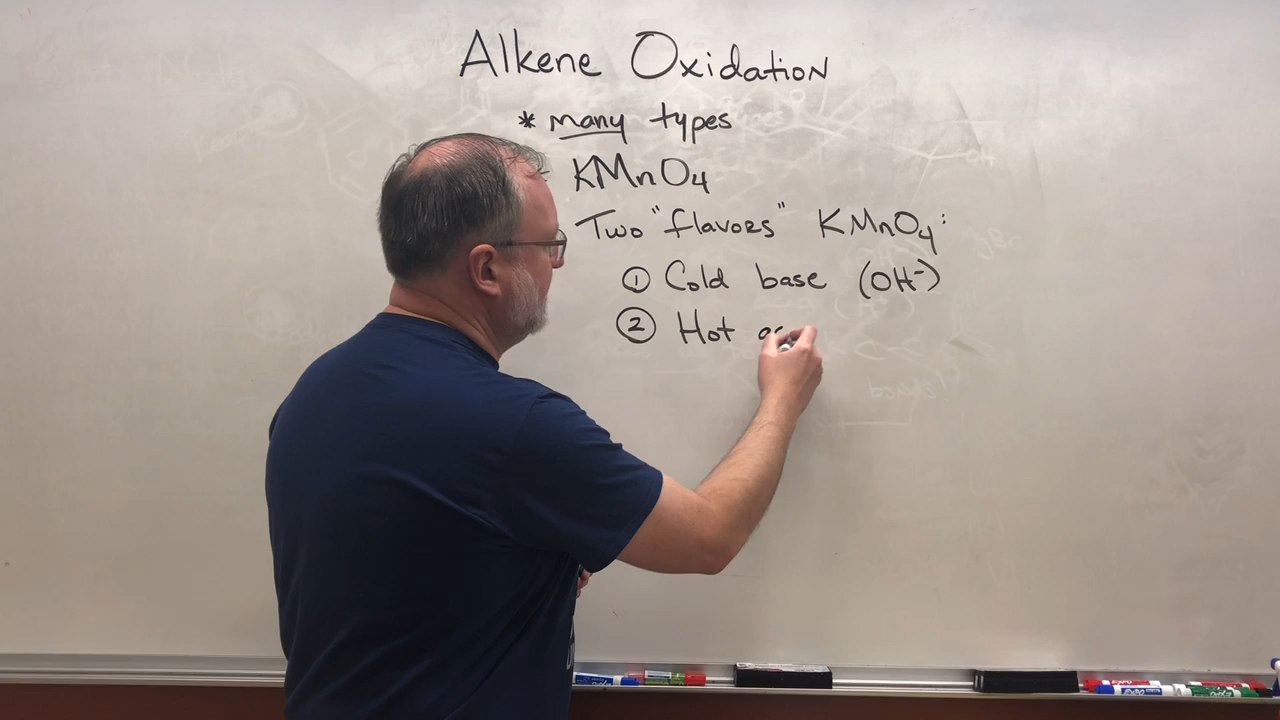 Alkene Oxidation
* many types
KMnO4
Two "flavors" KMnO4:
① Cold base (OH-)
② Hot